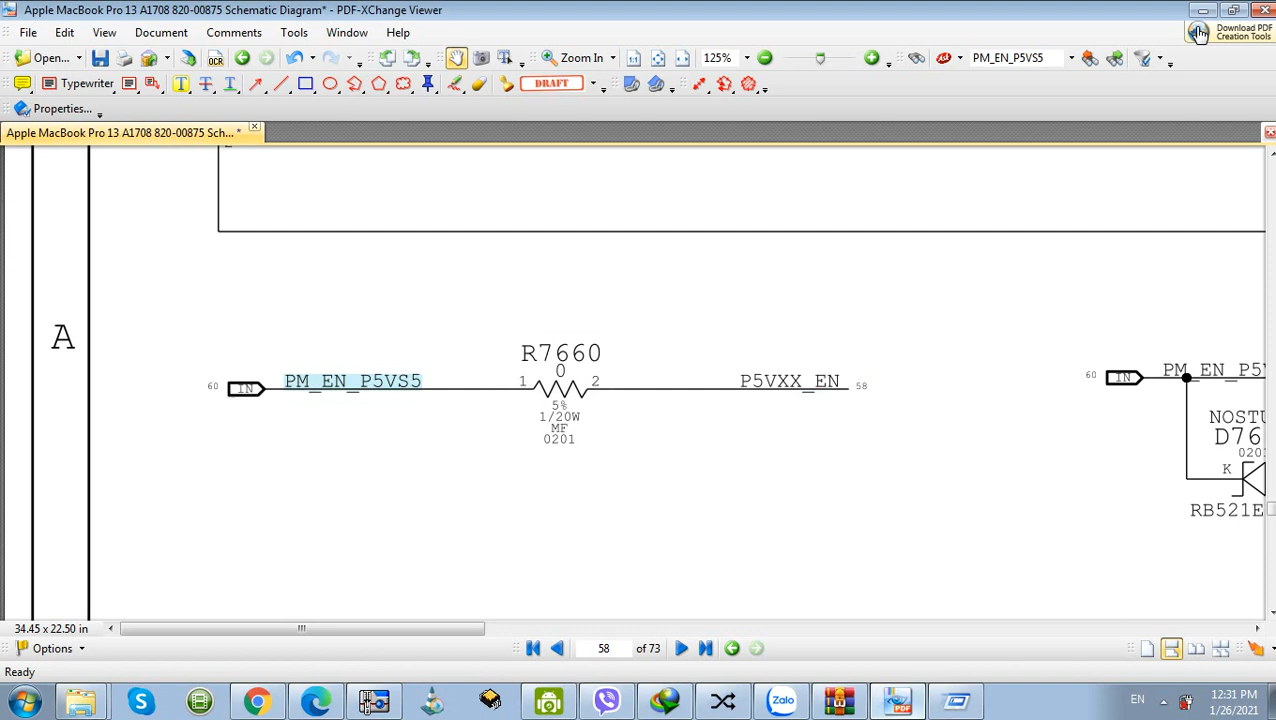 Apple MacBook Pro 13 A1708 820-00875 Schematic Diagram* - PDF-XChange Viewer
File Edit View Document Comments Tools Window Help
Download PDF
Creation Tools
Open... OCR Zoom In 125% PM_EN_P5VS5
Typewriter DRAFT
Properties...
Apple MacBook Pro 13 A1708 820-00875 Sch... *
A
R7660
0
60 IN PM_EN_P5VS5 1 2 P5VXX_EN 58
5%
1/20W
MF
0201
60 IN PM_EN_P5V
NOSTU
D76
020
K
RB521E
34.45 x 22.50 in
Options 58 of 73
Ready
EN 12:31 PM
1/26/2021